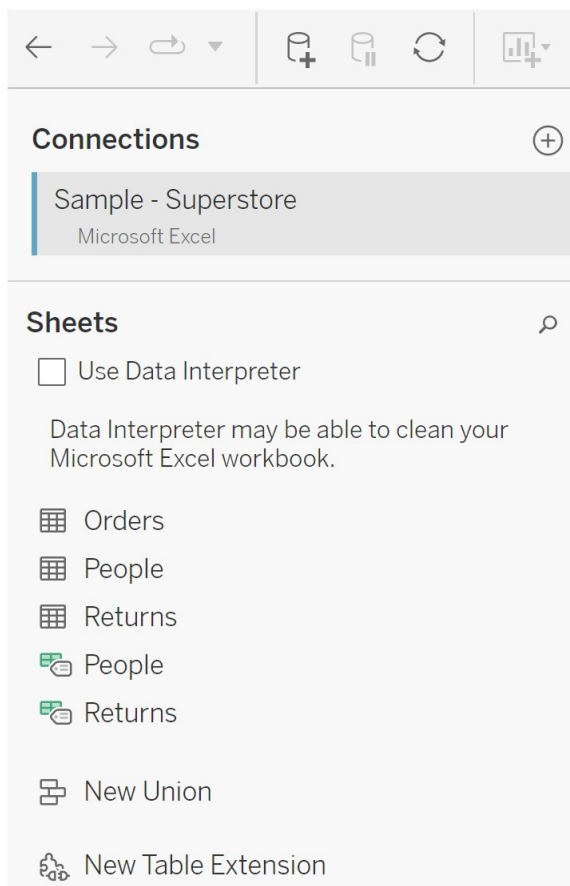 Connections
Sample - Superstore
Microsoft Excel
Sheets
Use Data Interpreter
Data Interpreter may be able to clean your
Microsoft Excel workbook.
Orders
People
Returns
People
Returns
New Union
New Table Extension